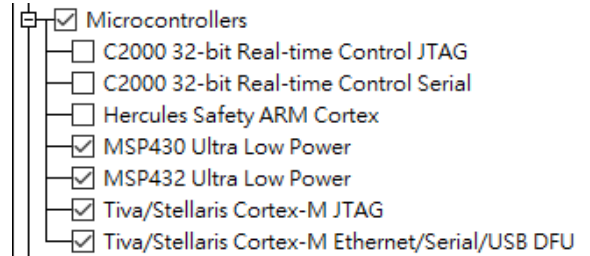 Microcontrollers
C2000 32-bit Real-time Control JTAG
C2000 32-bit Real-time Control Serial
Hercules Safety ARM Cortex
MSP430 Ultra Low Power
MSP432 Ultra Low Power
Tiva/Stellaris Cortex-M JTAG
Tiva/Stellaris Cortex-M Ethernet/Serial/USB DFU